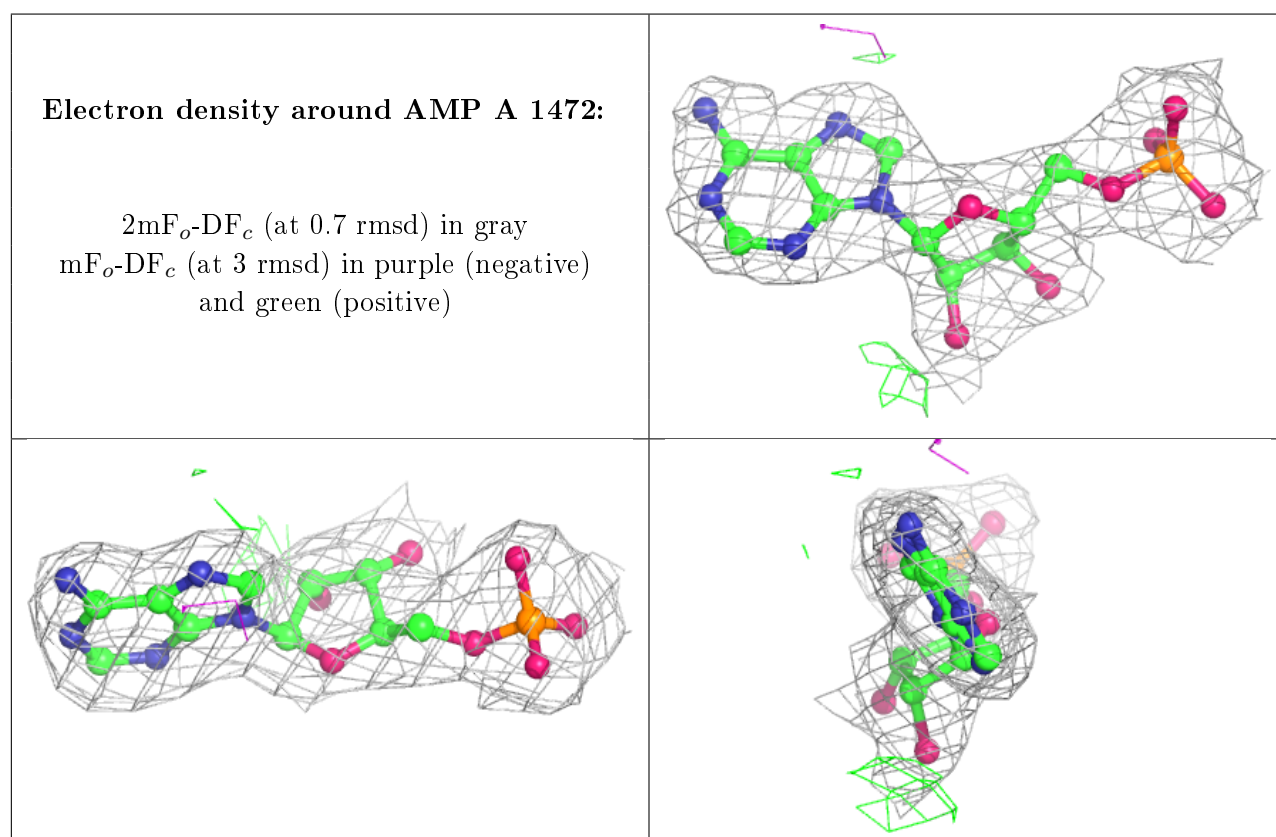 Electron density around AMP A 1472:
2mFₒ-DF𝒸 (at 0.7 rmsd) in gray
mFₒ-DF𝒸 (at 3 rmsd) in purple (negative)
and green (positive)